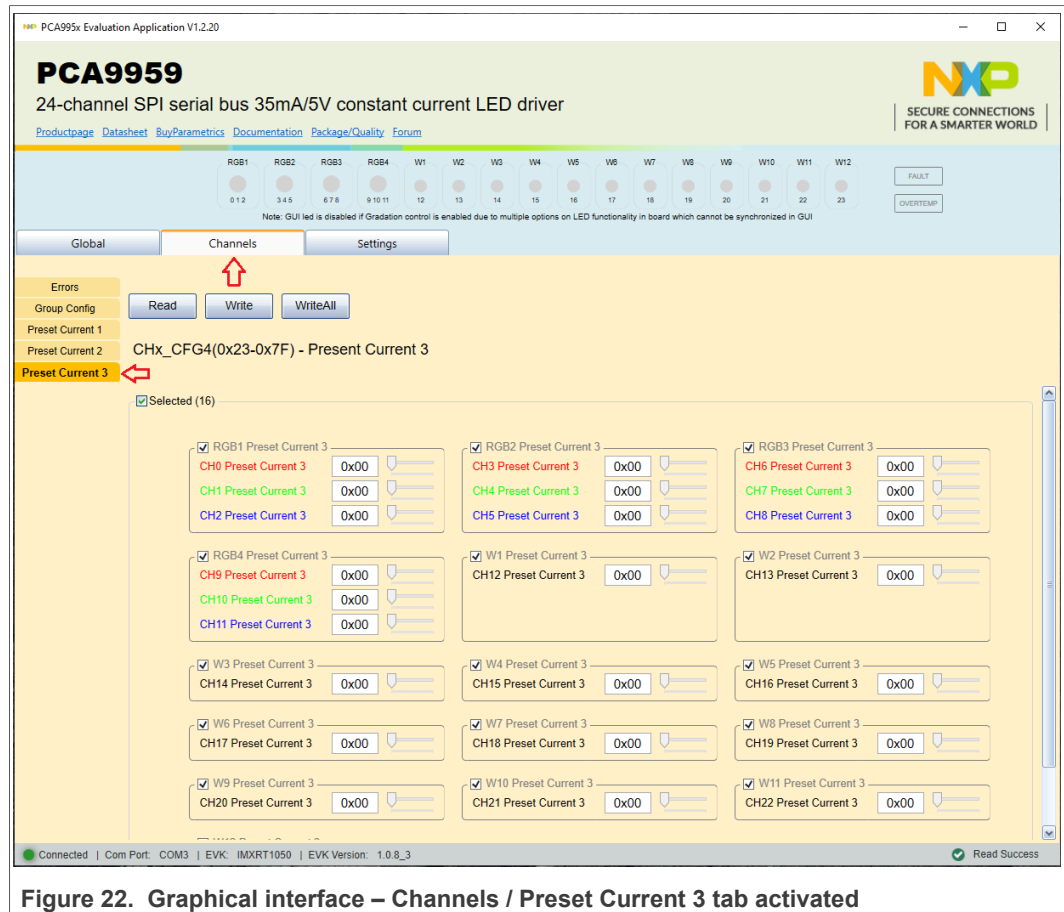 PCA995x Evaluation Application V1.2.20
PCA9959
24-channel SPI serial bus 35mA/5V constant current LED driver
Productpage Datasheet BuyParametrics Documentation Package/Quality Forum
NXP
SECURE CONNECTIONS
FOR A SMARTER WORLD
RGB1 RGB2 RGB3 RGB4 W1 W2 W3 W4 W5 W6 W7 W8 W9 W10 W11 W12
0 1 2 3 4 5 6 7 8 9 10 11 12 13 14 15 16 17 18 19 20 21 22 23
FAULT
OVERTEMP
Note: GUI led is disabled if Gradation control is enabled due to multiple options on LED functionality in board which cannot be synchronized in GUI
Global Channels Settings
Errors
Group Config
Preset Current 1
Preset Current 2
Preset Current 3
Read Write WriteAll
CHx_CFG4(0x23-0x7F) - Present Current 3
Selected (16)
RGB1 Preset Current 3 RGB2 Preset Current 3 RGB3 Preset Current 3
CH0 Preset Current 3 0x00 CH3 Preset Current 3 0x00 CH6 Preset Current 3 0x00
CH1 Preset Current 3 0x00 CH4 Preset Current 3 0x00 CH7 Preset Current 3 0x00
CH2 Preset Current 3 0x00 CH5 Preset Current 3 0x00 CH8 Preset Current 3 0x00
RGB4 Preset Current 3 W1 Preset Current 3 W2 Preset Current 3
CH9 Preset Current 3 0x00 CH12 Preset Current 3 0x00 CH13 Preset Current 3 0x00
CH10 Preset Current 3 0x00
CH11 Preset Current 3 0x00
W3 Preset Current 3 W4 Preset Current 3 W5 Preset Current 3
CH14 Preset Current 3 0x00 CH15 Preset Current 3 0x00 CH16 Preset Current 3 0x00
W6 Preset Current 3 W7 Preset Current 3 W8 Preset Current 3
CH17 Preset Current 3 0x00 CH18 Preset Current 3 0x00 CH19 Preset Current 3 0x00
W9 Preset Current 3 W10 Preset Current 3 W11 Preset Current 3
CH20 Preset Current 3 0x00 CH21 Preset Current 3 0x00 CH22 Preset Current 3 0x00
Connected | Com Port: COM3 | EVK: IMXRT1050 | EVK Version: 1.0.8_3 Read Success
Figure 22. Graphical interface – Channels / Preset Current 3 tab activated